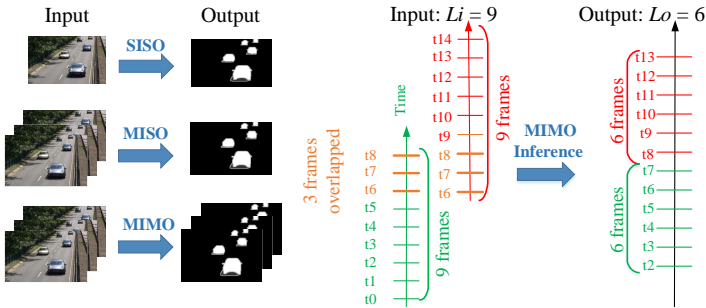 Input
Output
SISO
MISO
MIMO
Input: Li = 9
t14
t13
t12
t11
t10
t9
t8
t7
t6
9 frames
Time
t8
t7
t6
t5
t4
t3
t2
t1
t0
9 frames
3 frames
overlapped
MIMO
Inference
Output: Lo = 6
t13
t12
t11
t10
t9
t8
t7
t6
t5
t4
t3
t2
6 frames
6 frames